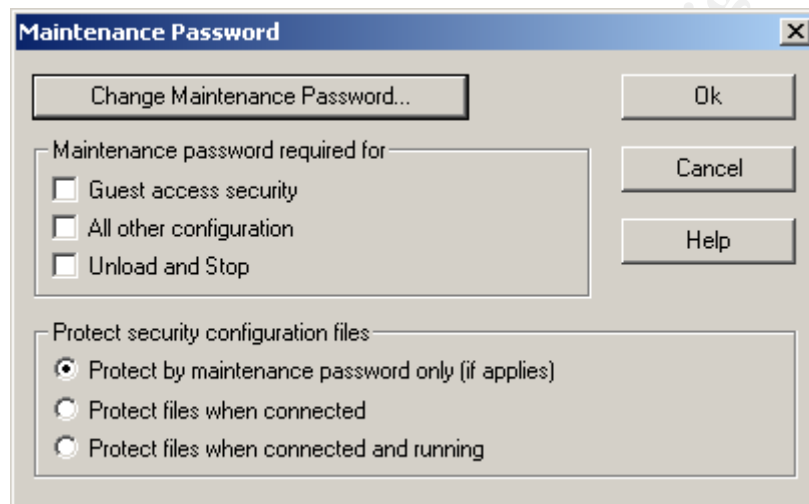 Maintenance Password
Change Maintenance Password...
Ok
Maintenance password required for
Cancel
Guest access security
All other configuration
Help
Unload and Stop
Protect security configuration files
Protect by maintenance password only (if applies)
Protect files when connected
Protect files when connected and running